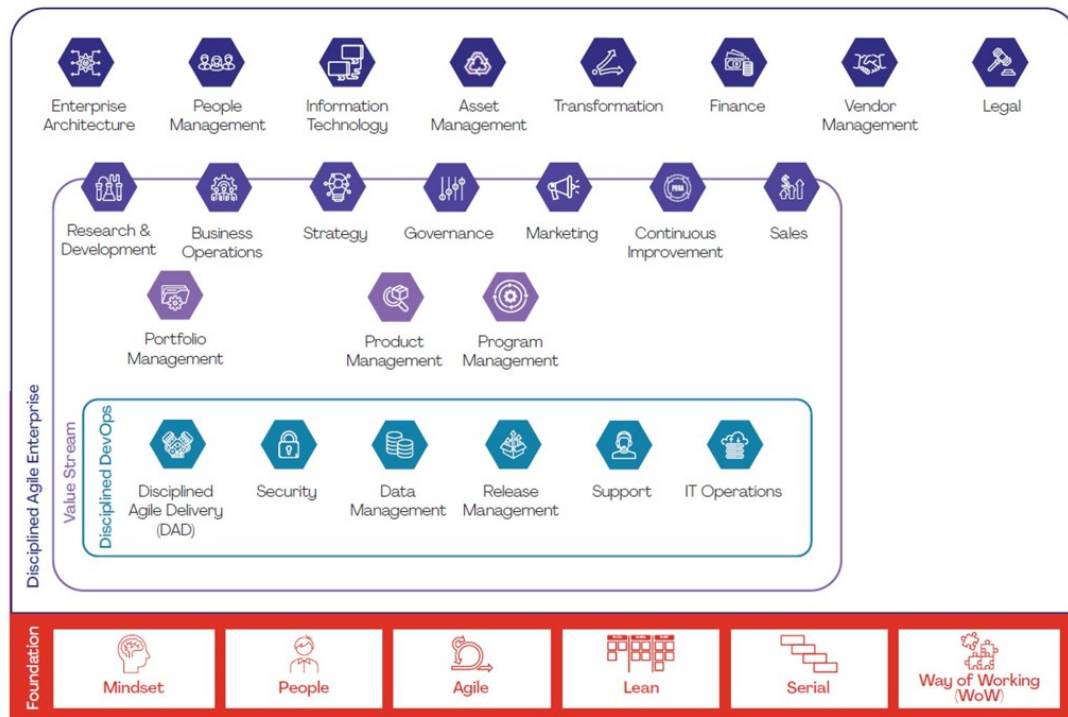 Enterprise
Architecture
People
Management
Information
Technology
Asset
Management
Transformation
Finance
Vendor
Management
Legal
Research &
Development
Business
Operations
Strategy
Governance
Marketing
Continuous
Improvement
Sales
Portfolio
Management
Product
Management
Program
Management
Disciplined Agile Enterprise
Value Stream
Disciplined DevOps
Disciplined
Agile Delivery
(DAD)
Security
Data
Management
Release
Management
Support
IT Operations
Foundation
Mindset
People
Agile
Lean
Serial
Way of Working
(WoW)